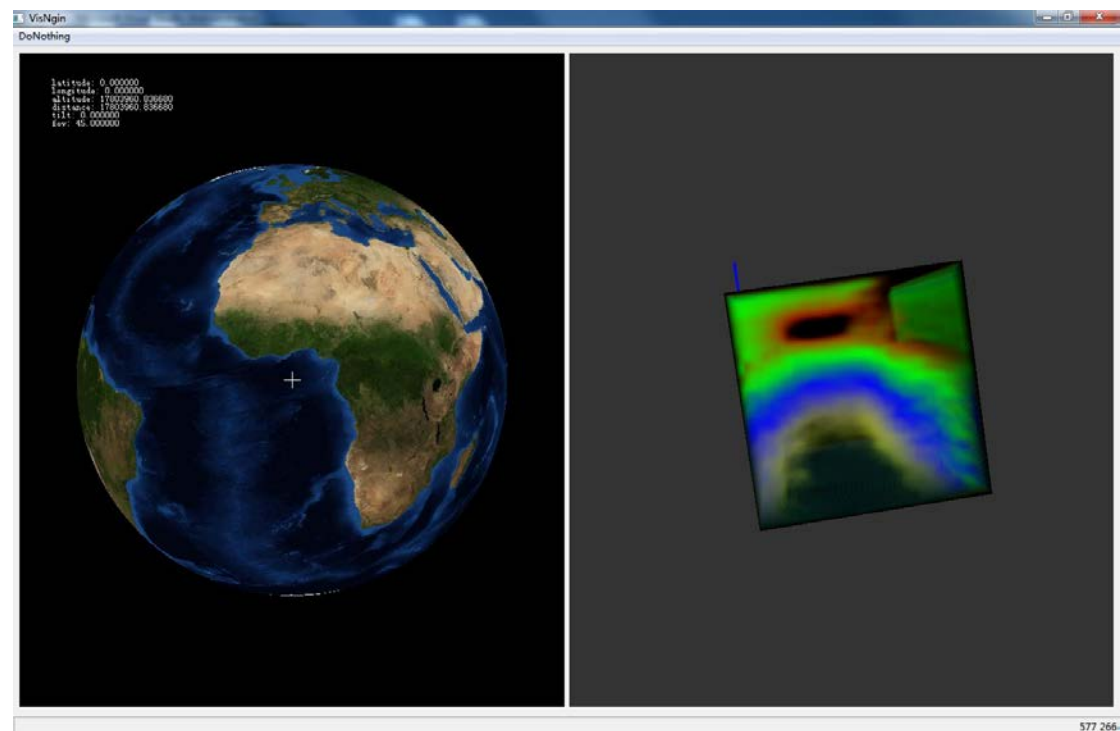 VisNgin
DoNothing
latitude: 0.000000
longitude: 0.000000
altitude: 17803960.836680
distance: 17803960.836680
tilt: 0.000000
fov: 45.000000
577 266